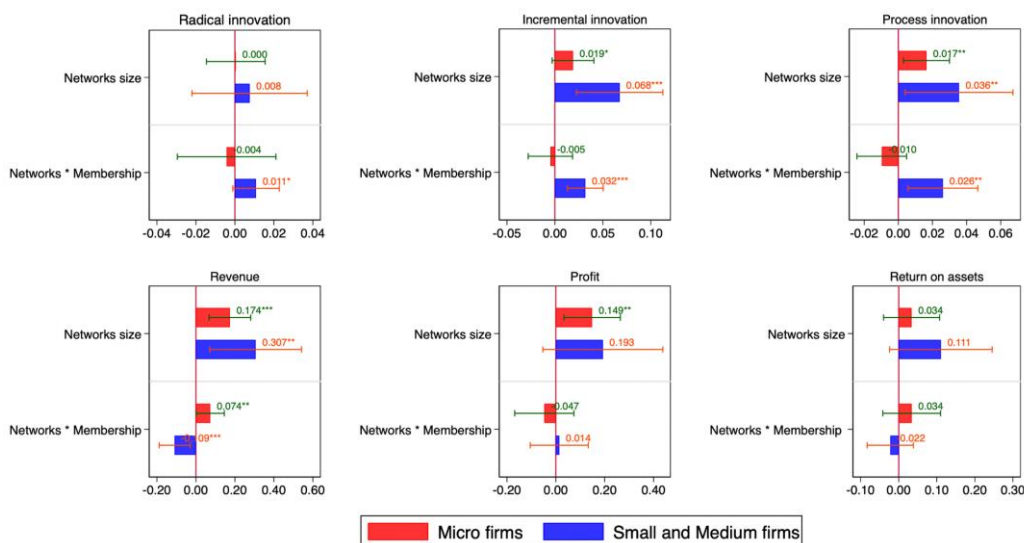 Radical innovation
0.000
Networks size
0.008
-0.004
Networks * Membership
0.011*
-0.04 -0.02 0.00 0.02 0.04
Incremental innovation
0.019*
Networks size
0.068***
-0.005
Networks * Membership
0.032***
-0.05 0.00 0.05 0.10
Process innovation
0.017**
Networks size
0.036**
-0.010
Networks * Membership
0.026**
-0.02 0.00 0.02 0.04 0.06
Revenue
0.174***
Networks size
0.307**
0.074**
Networks * Membership
-0.20 0.00 0.20 0.40 0.60
Profit
0.149**
Networks size
0.193
-0.047
Networks * Membership
0.014
-0.20 0.00 0.20 0.40
Return on assets
0.034
Networks size
0.111
0.034
Networks * Membership
-0.022
-0.10 0.00 0.10 0.20 0.30
Micro firms Small and Medium firms